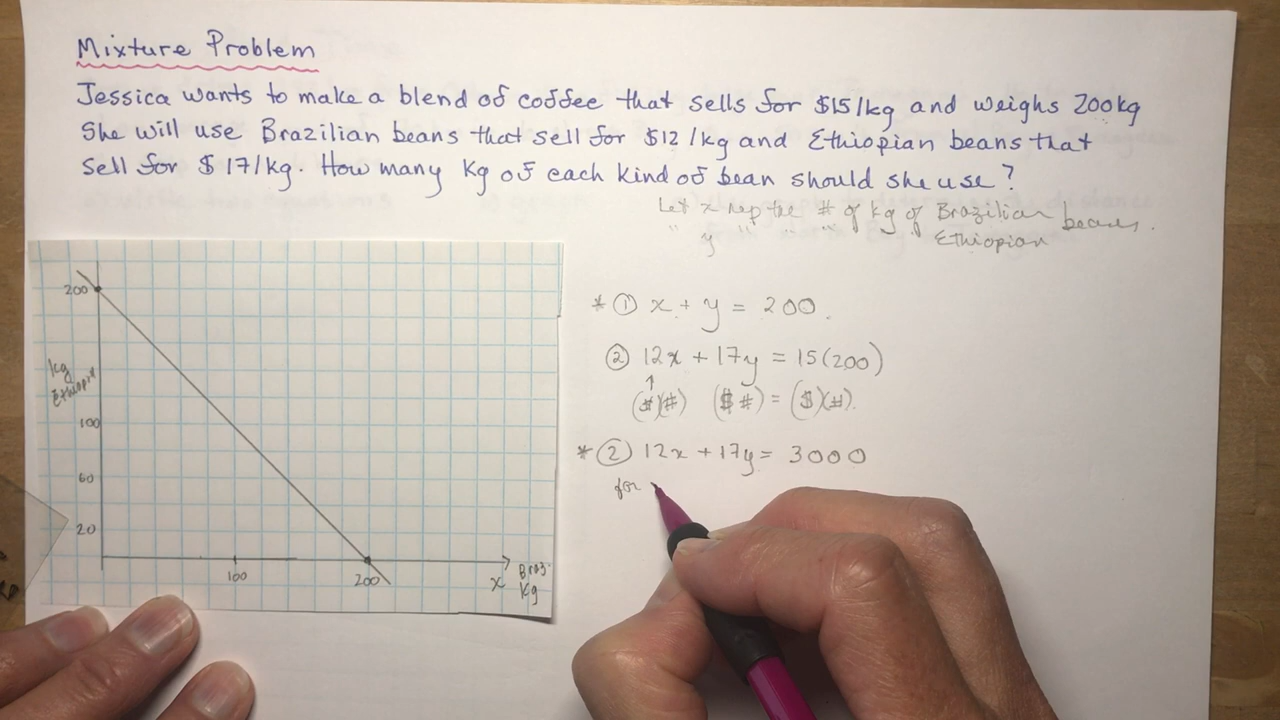 Mixture Problem
Jessica wants to make a blend of coffee that sells for $15/kg and weighs 200kg
She will use Brazilian beans that sell for $12/kg and Ethiopian beans that
sell for $17/kg. How many Kg of each kind of bean should she use?
Let x rep the # of kg of Brazilian beans.
" y " " " Ethiopian
* ① x + y = 200.
② 12x + 17y = 15(200)
($)(#) ($ #) = ($)(#).
* ② 12x + 17y = 3000
for
200
kg
Ethiopia
100
60
20
100
200
x
Braz.
Kg